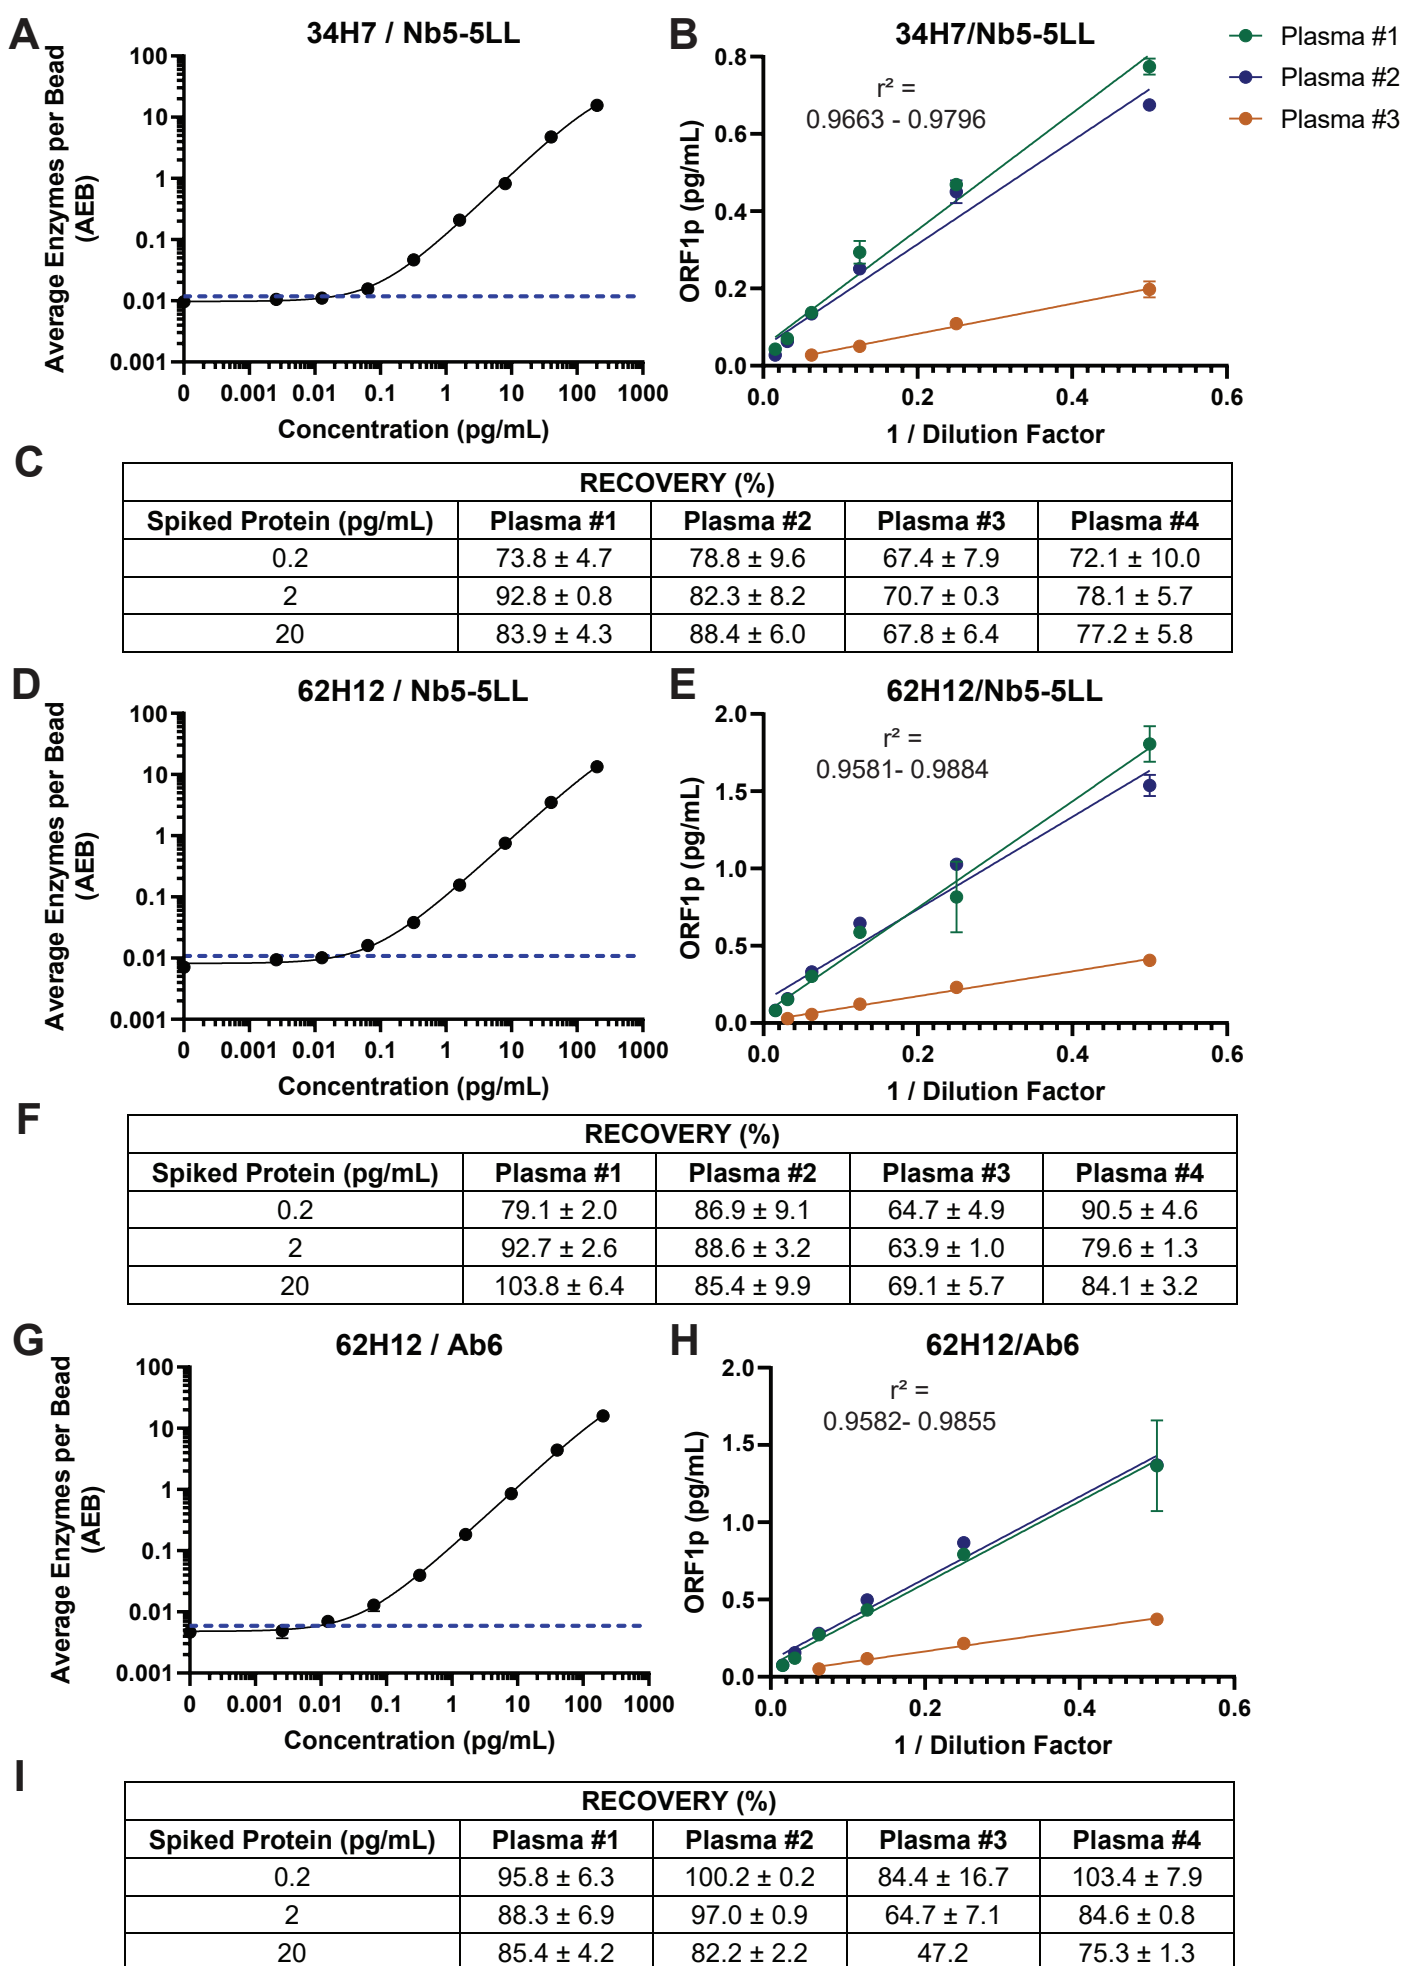 A
34H7 / Nb5-5LL
Average Enzymes per Bead
(AEB)
100
10
1
0.1
0.01
0.001
0 0.001 0.01 0.1 1 10 100 1000
Concentration (pg/mL)
B
34H7/Nb5-5LL
r² =
0.9663 - 0.9796
ORF1p (pg/mL)
0.8
0.6
0.4
0.2
0.0
0.0 0.2 0.4 0.6
1 / Dilution Factor
Plasma #1
Plasma #2
Plasma #3
C
RECOVERY (%)
Spiked Protein (pg/mL) Plasma #1 Plasma #2 Plasma #3 Plasma #4
0.2 73.8 ± 4.7 78.8 ± 9.6 67.4 ± 7.9 72.1 ± 10.0
2 92.8 ± 0.8 82.3 ± 8.2 70.7 ± 0.3 78.1 ± 5.7
20 83.9 ± 4.3 88.4 ± 6.0 67.8 ± 6.4 77.2 ± 5.8
D
62H12 / Nb5-5LL
Average Enzymes per Bead
(AEB)
100
10
1
0.1
0.01
0.001
0 0.001 0.01 0.1 1 10 100 1000
Concentration (pg/mL)
E
62H12/Nb5-5LL
r² =
0.9581- 0.9884
ORF1p (pg/mL)
2.0
1.5
1.0
0.5
0.0
0.0 0.2 0.4 0.6
1 / Dilution Factor
F
RECOVERY (%)
Spiked Protein (pg/mL) Plasma #1 Plasma #2 Plasma #3 Plasma #4
0.2 79.1 ± 2.0 86.9 ± 9.1 64.7 ± 4.9 90.5 ± 4.6
2 92.7 ± 2.6 88.6 ± 3.2 63.9 ± 1.0 79.6 ± 1.3
20 103.8 ± 6.4 85.4 ± 9.9 69.1 ± 5.7 84.1 ± 3.2
G
62H12 / Ab6
Average Enzymes per Bead
(AEB)
100
10
1
0.1
0.01
0.001
0 0.001 0.01 0.1 1 10 100 1000
Concentration (pg/mL)
H
62H12/Ab6
r² =
0.9582- 0.9855
ORF1p (pg/mL)
2.0
1.5
1.0
0.5
0.0
0.0 0.2 0.4 0.6
1 / Dilution Factor
I
RECOVERY (%)
Spiked Protein (pg/mL) Plasma #1 Plasma #2 Plasma #3 Plasma #4
0.2 95.8 ± 6.3 100.2 ± 0.2 84.4 ± 16.7 103.4 ± 7.9
2 88.3 ± 6.9 97.0 ± 0.9 64.7 ± 7.1 84.6 ± 0.8
20 85.4 ± 4.2 82.2 ± 2.2 47.2 75.3 ± 1.3